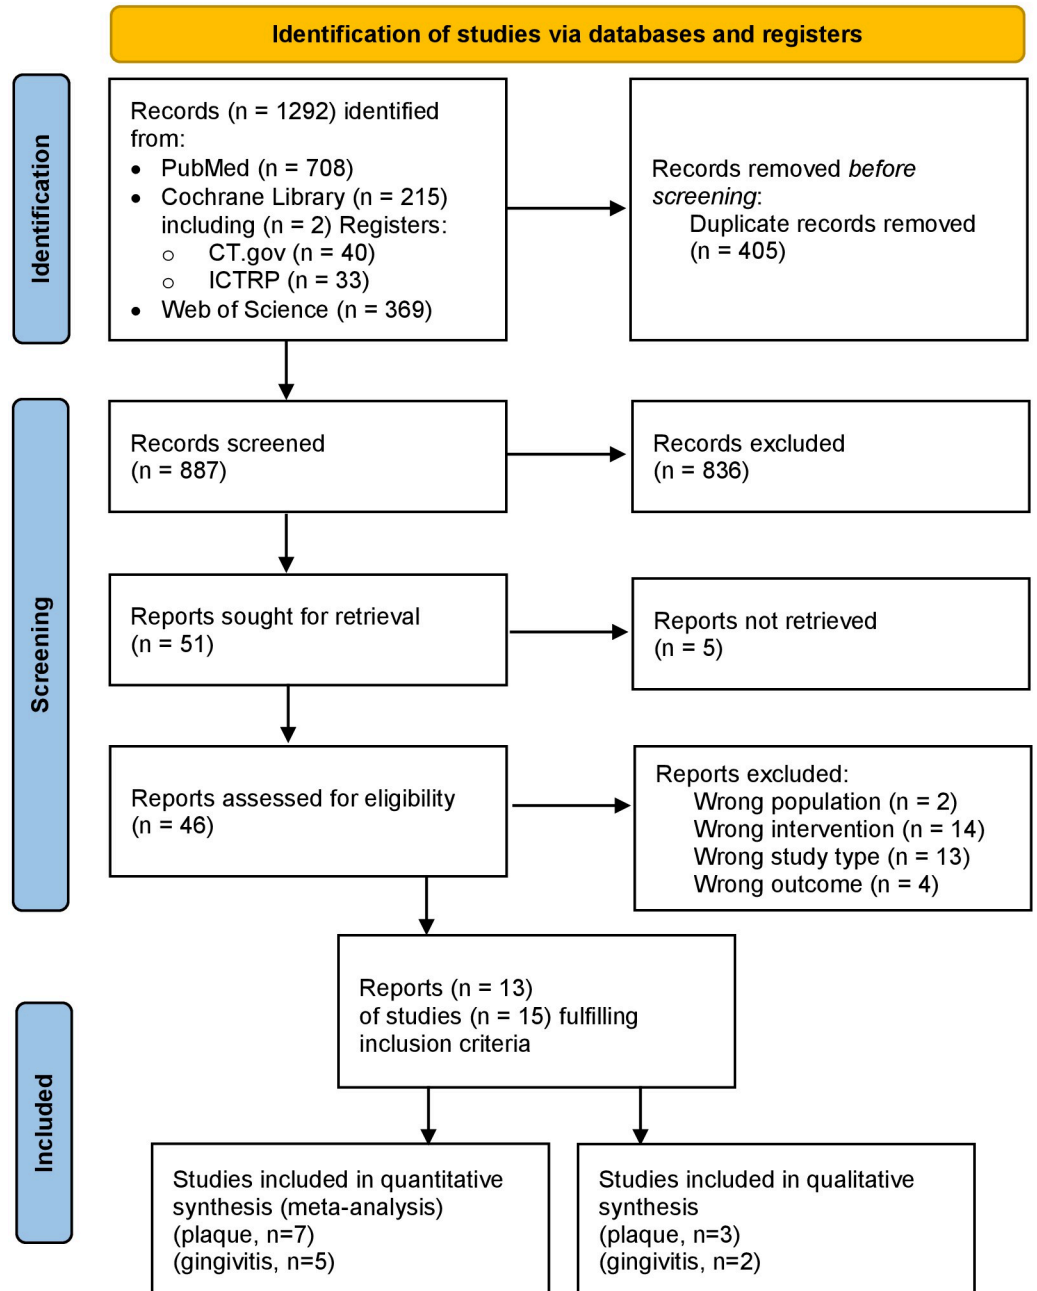 Identification of studies via databases and registers
Identification
Records (n = 1292) identified
from:
• PubMed (n = 708)
• Cochrane Library (n = 215)
including (n = 2) Registers:
o CT.gov (n = 40)
o ICTRP (n = 33)
• Web of Science (n = 369)
Records removed before
screening:
Duplicate records removed
(n = 405)
Screening
Records screened
(n = 887)
Records excluded
(n = 836)
Reports sought for retrieval
(n = 51)
Reports not retrieved
(n = 5)
Reports assessed for eligibility
(n = 46)
Reports excluded:
Wrong population (n = 2)
Wrong intervention (n = 14)
Wrong study type (n = 13)
Wrong outcome (n = 4)
Included
Reports (n = 13)
of studies (n = 15) fulfilling
inclusion criteria
Studies included in quantitative
synthesis (meta-analysis)
(plaque, n=7)
(gingivitis, n=5)
Studies included in qualitative
synthesis
(plaque, n=3)
(gingivitis, n=2)